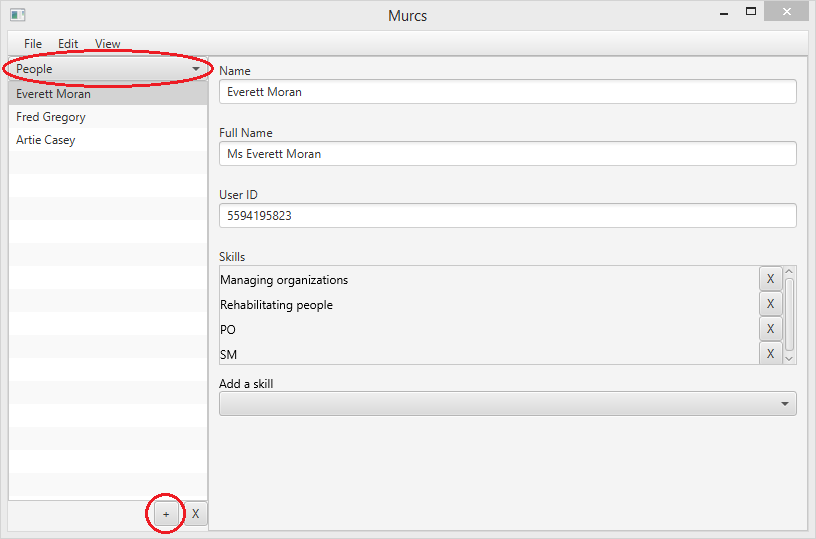 Murcs
File Edit View
People
Everett Moran
Fred Gregory
Artie Casey
+ X
Name
Everett Moran
Full Name
Ms Everett Moran
User ID
5594195823
Skills
Managing organizations X
Rehabilitating people X
PO X
SM X
Add a skill